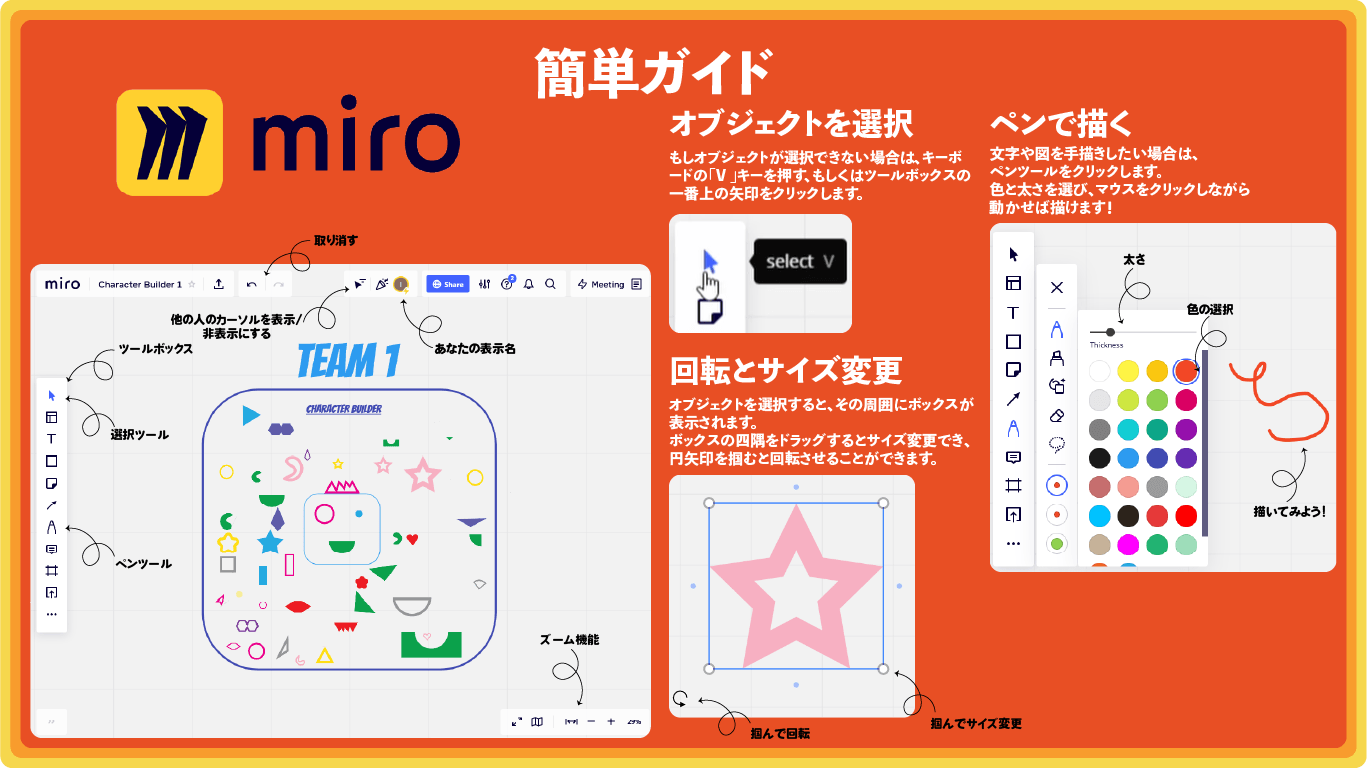 簡単ガイド
miro
オブジェクトを選択
もしオブジェクトが選択できない場合は、キーボ
ードの「V 」キーを押す、もしくはツールボックスの
一番上の矢印をクリックします。
select V
ペンで描く
文字や図を手描きしたい場合は、
ペンツールをクリックします。
色と太さを選び、マウスをクリックしながら
動かせば描けます!
太さ
色の選択
Thickness
描いてみよう!
取り消す
miro Character Builder 1
Share
Meeting
他の人のカーソルを表示/
非表示にする
あなたの表示名
ツールボックス
選択ツール
ペンツール
TEAM 1
CHARACTER BUILDER
ズーム機能
回転とサイズ変更
オブジェクトを選択すると、その周囲にボックスが
表示されます。
ボックスの四隅をドラッグするとサイズ変更でき、
円矢印を掴むと回転させることができます。
掴んで回転
掴んでサイズ変更